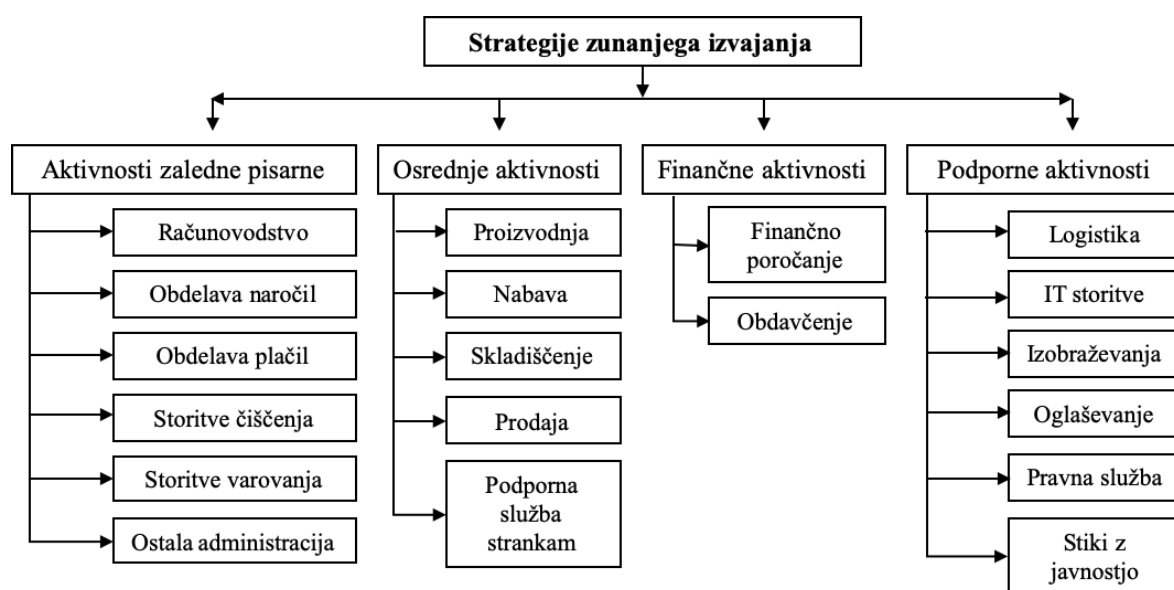 Strategije zunanjega izvajanja
Aktivnosti zaledne pisarne
Računovodstvo
Obdelava naročil
Obdelava plačil
Storitve čiščenja
Storitve varovanja
Ostala administracija
Osrednje aktivnosti
Proizvodnja
Nabava
Skladiščenje
Prodaja
Podporna
služba
strankam
Finančne aktivnosti
Finančno
poročanje
Obdavčenje
Podporne aktivnosti
Logistika
IT storitve
Izobraževanja
Oglaševanje
Pravna služba
Stiki z
javnostjo